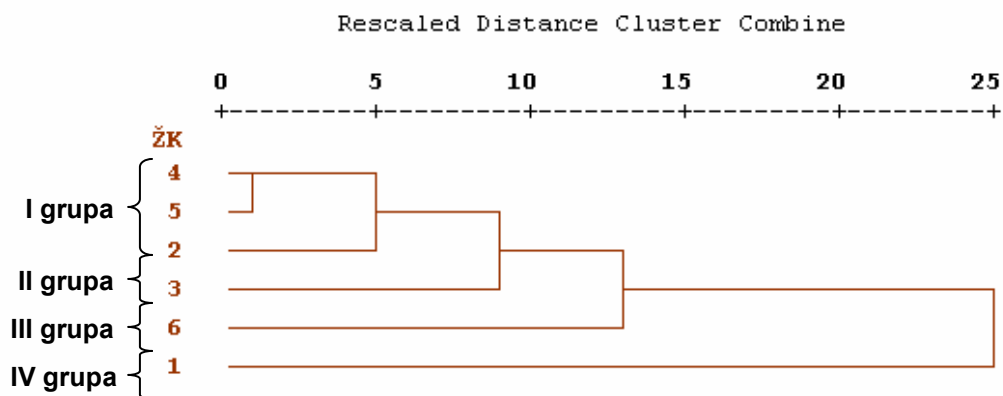 Rescaled Distance Cluster Combine
0 5 10 15 20 25
+---------+---------+---------+---------+---------+
ŽK
4
I grupa 5
2
II grupa 3
III grupa 6
IV grupa 1